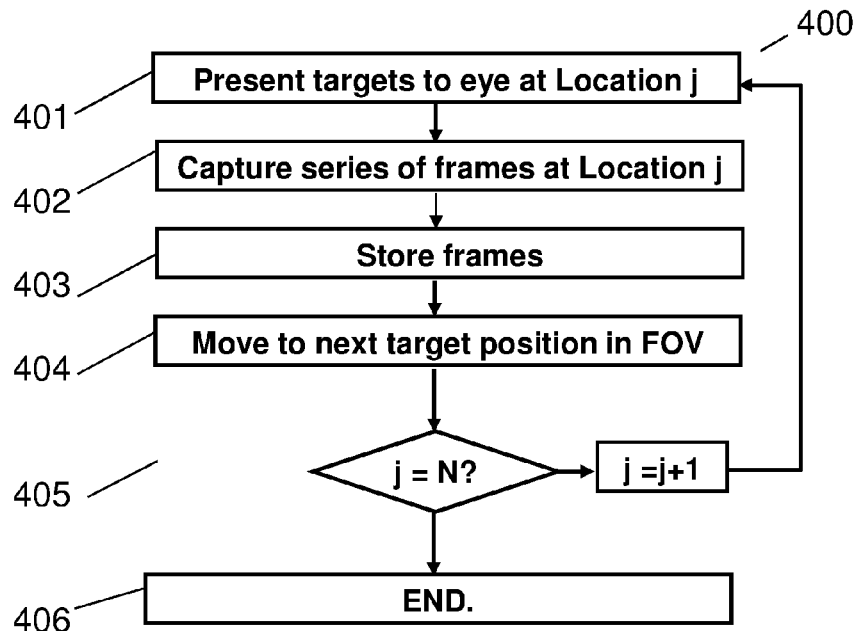 400
Present targets to eye at Location j
401
Capture series of frames at Location j
402
Store frames
403
Move to next target position in FOV
404
j = N?
j =j+1
405
END.
406